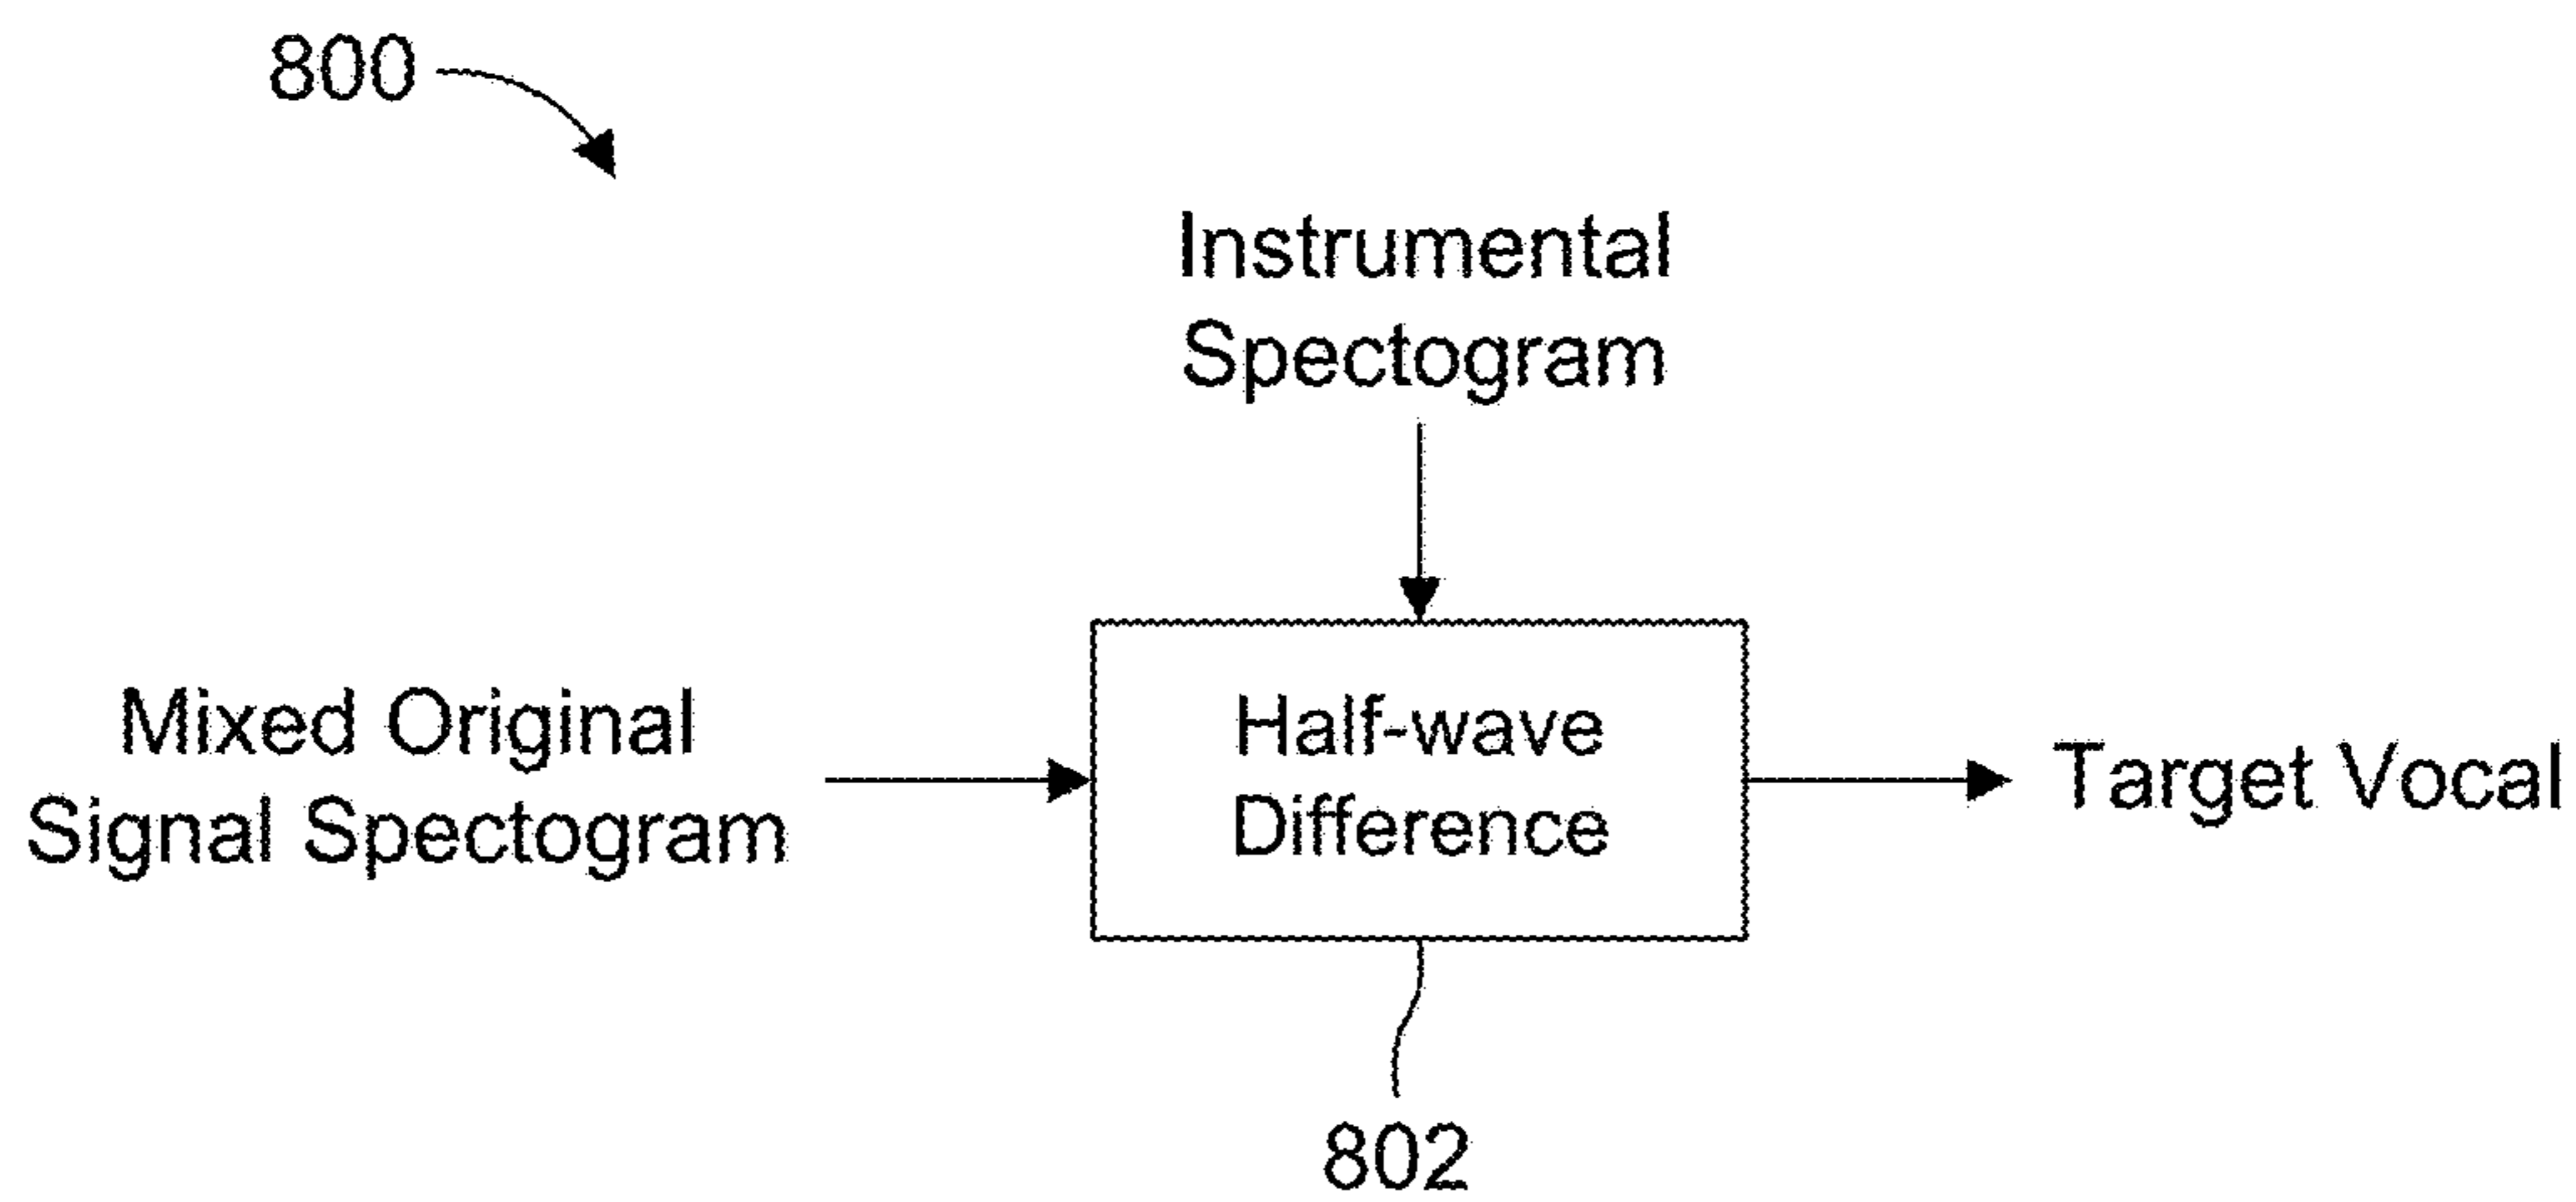 800
Instrumental
Spectogram
Mixed Original
Signal Spectogram
Half-wave
Difference
Target Vocal
802